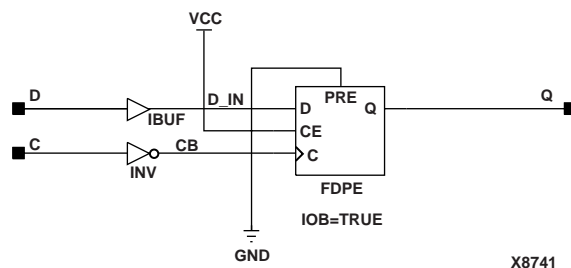 VCC
D
IBUF
D_IN
D
PRE
Q
Q
CE
C
INV
CB
C
FDPE
IOB=TRUE
GND
X8741